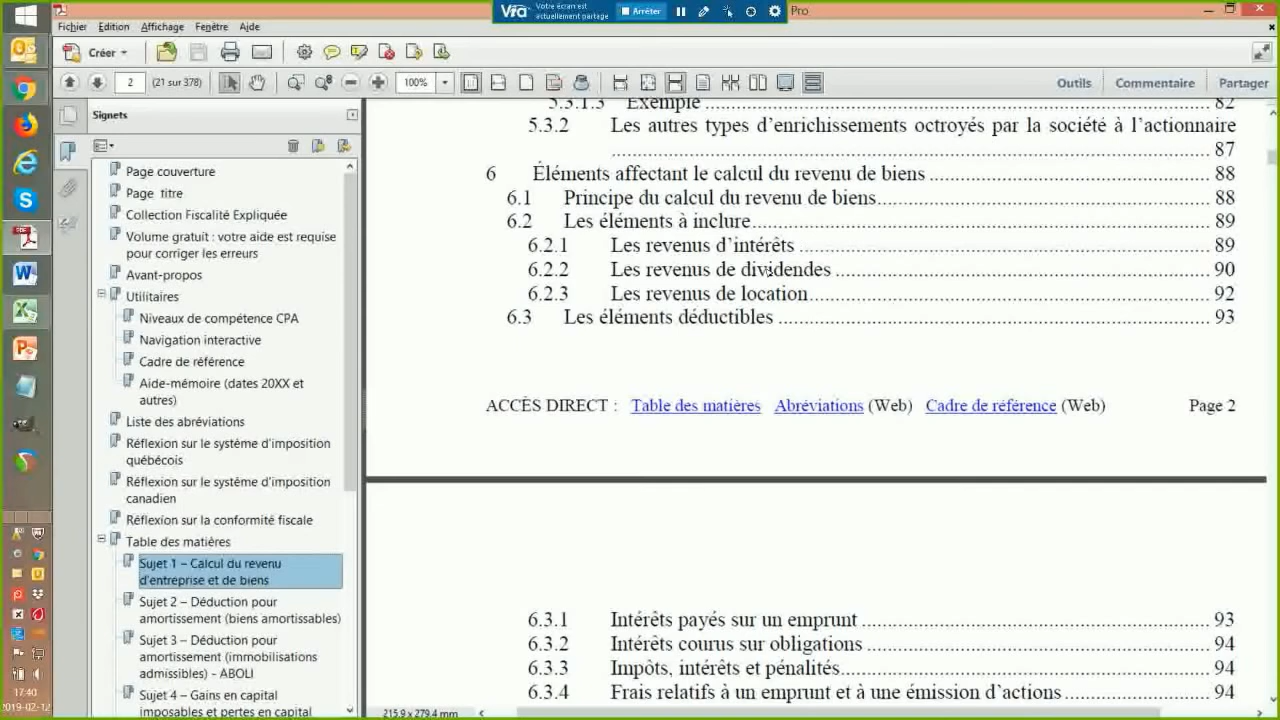 Votre écran est
actuellement partagé
Arrêter
Pro
Fichier Edition Affichage Fenêtre Aide
Créer
2 (21 sur 378) 100% Outils Commentaire Partager
Signets
Page couverture
Page titre
Collection Fiscalité Expliquée
Volume gratuit : votre aide est requise
pour corriger les erreurs
Avant-propos
Utilitaires
Niveaux de compétence CPA
Navigation interactive
Cadre de référence
Aide-mémoire (dates 20XX et
autres)
Liste des abréviations
Réflexion sur le système d'imposition
québécois
Réflexion sur le système d'imposition
canadien
Réflexion sur la conformité fiscale
Table des matières
Sujet 1 – Calcul du revenu
d'entreprise et de biens
Sujet 2 – Déduction pour
amortissement (biens amortissables)
Sujet 3 – Déduction pour
amortissement (immobilisations
admissibles) - ABOLI
Sujet 4 – Gains en capital
imposables et pertes en capital
5.3.1.3 Exemple 82
5.3.2 Les autres types d'enrichissements octroyés par la société à l'actionnaire
87
6 Éléments affectant le calcul du revenu de biens 88
6.1 Principe du calcul du revenu de biens 88
6.2 Les éléments à inclure 89
6.2.1 Les revenus d'intérêts 89
6.2.2 Les revenus de dividendes 90
6.2.3 Les revenus de location 92
6.3 Les éléments déductibles 93
ACCÈS DIRECT : Table des matières Abréviations (Web) Cadre de référence (Web) Page 2
6.3.1 Intérêts payés sur un emprunt 93
6.3.2 Intérêts courus sur obligations 94
6.3.3 Impôts, intérêts et pénalités 94
6.3.4 Frais relatifs à un emprunt et à une émission d'actions 94
215,9 x 279,4 mm
17:40
2019-02-12